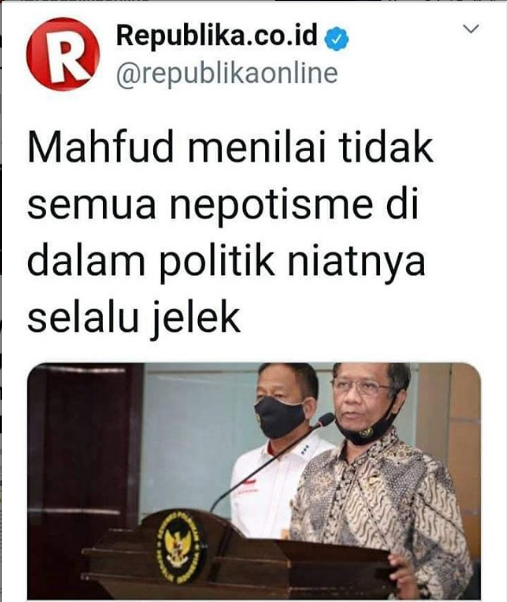 R
Republika.co.id
@republikaonline
Mahfud menilai tidak
semua nepotisme di
dalam politik niatnya
selalu jelek